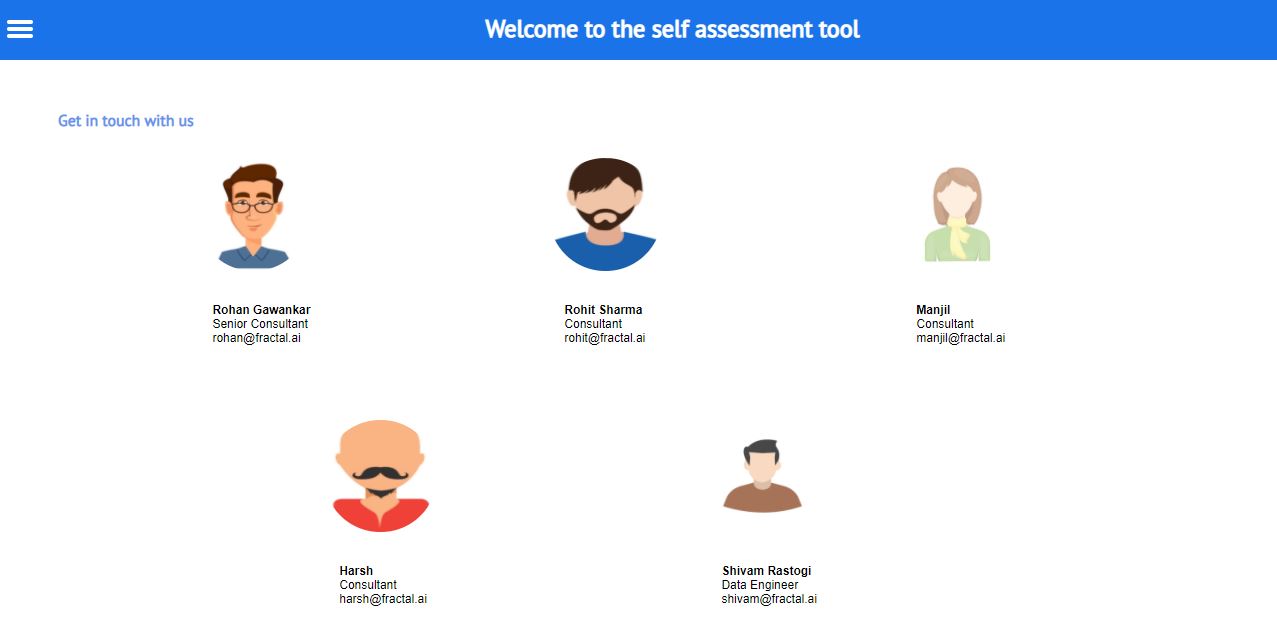 Welcome to the self assessment tool
Get in touch with us
Rohan Gawankar
Senior Consultant
rohan@fractal.ai
Rohit Sharma
Consultant
rohit@fractal.ai
Manjil
Consultant
manjil@fractal.ai
Harsh
Consultant
harsh@fractal.ai
Shivam Rastogi
Data Engineer
shivam@fractal.ai